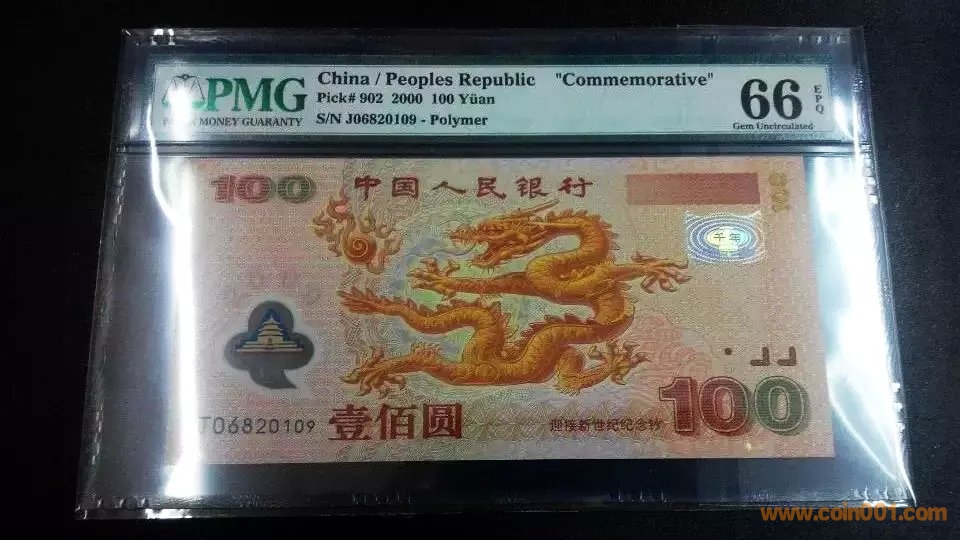 PMG
PAPER MONEY GUARANTY
China / Peoples Republic "Commemorative"
Pick# 902 2000 100 Yüan
S/N J06820109 - Polymer
66
EPQ
Gem Uncirculated
100
中国人民银行
千年
J06820109
壹佰圆
迎接新世纪纪念钞
100
www.coin001.com